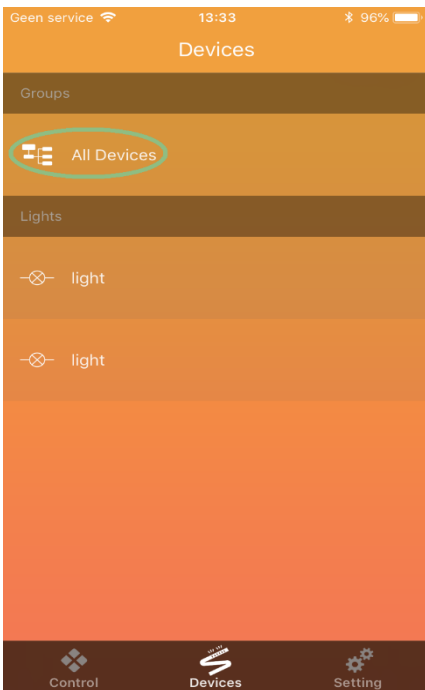 Geen service 13:33 96%
Devices
Groups
All Devices
Lights
light
light
Control Devices Setting